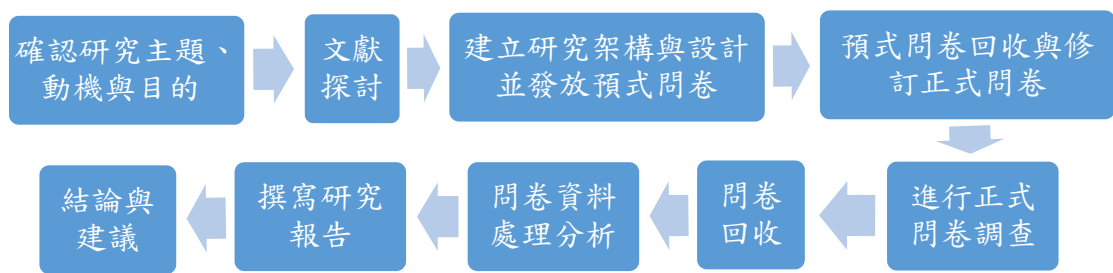 確認研究主題、
動機與目的
文獻
探討
建立研究架構與設計
並發放預式問卷
預式問卷回收與修
訂正式問卷
進行正式
問卷調查
問卷
回收
問卷資料
處理分析
撰寫研究
報告
結論與
建議